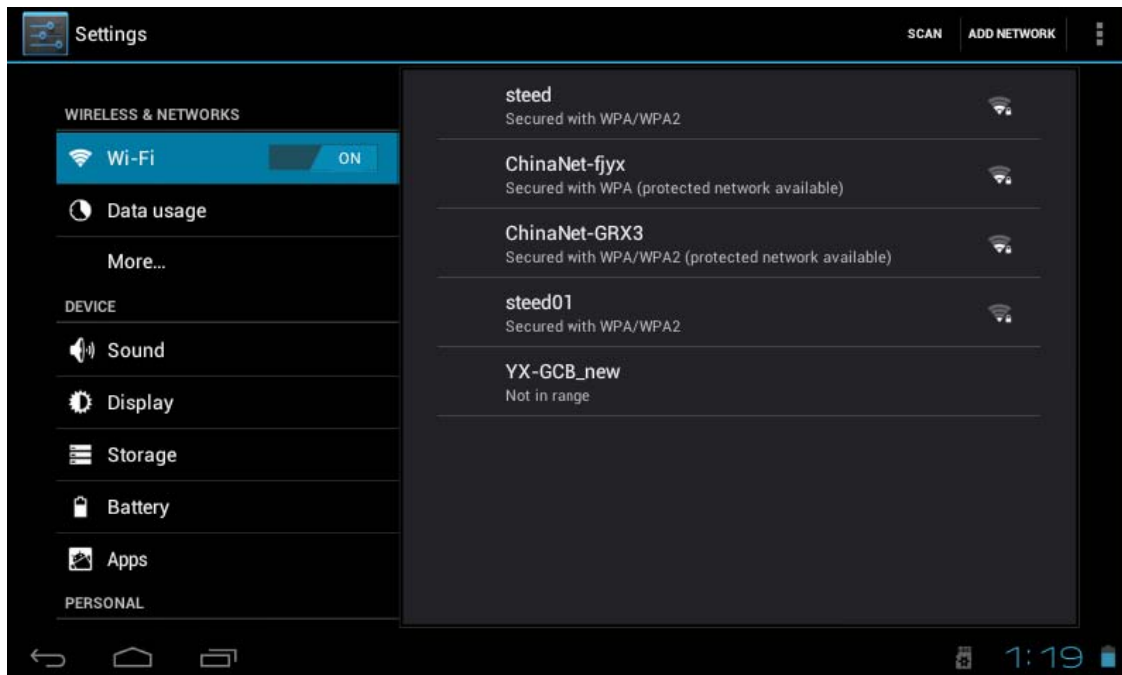 Settings
SCAN
ADD NETWORK
WIRELESS & NETWORKS
Wi-Fi
ON
Data usage
More...
DEVICE
Sound
Display
Storage
Battery
Apps
PERSONAL
steed
Secured with WPA/WPA2
ChinaNet-fjyx
Secured with WPA (protected network available)
ChinaNet-GRX3
Secured with WPA/WPA2 (protected network available)
steed01
Secured with WPA/WPA2
YX-GCB_new
Not in range
1:19